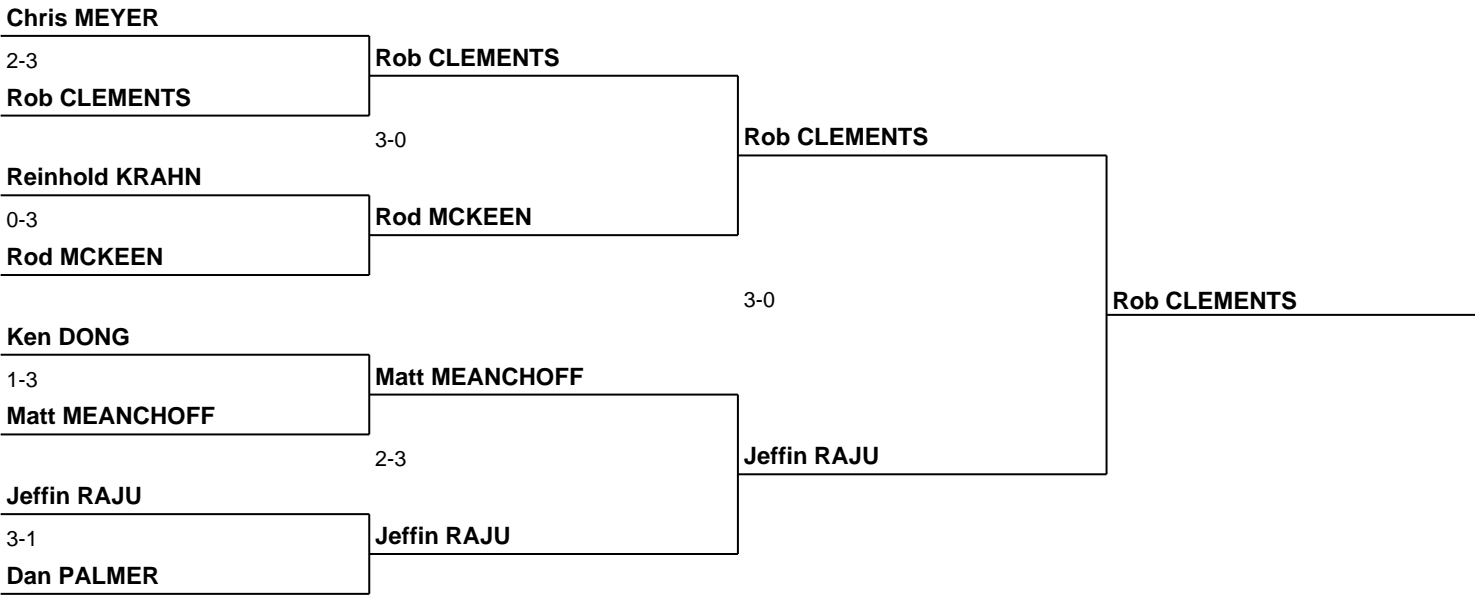 Chris MEYER
2-3
Rob CLEMENTS
Rob CLEMENTS
3-0
Rob CLEMENTS
Reinhold KRAHN
0-3
Rod MCKEEN
Rod MCKEEN
3-0
Rob CLEMENTS
Ken DONG
1-3
Matt MEANCHOFF
Matt MEANCHOFF
2-3
Jeffin RAJU
Jeffin RAJU
3-1
Jeffin RAJU
Dan PALMER